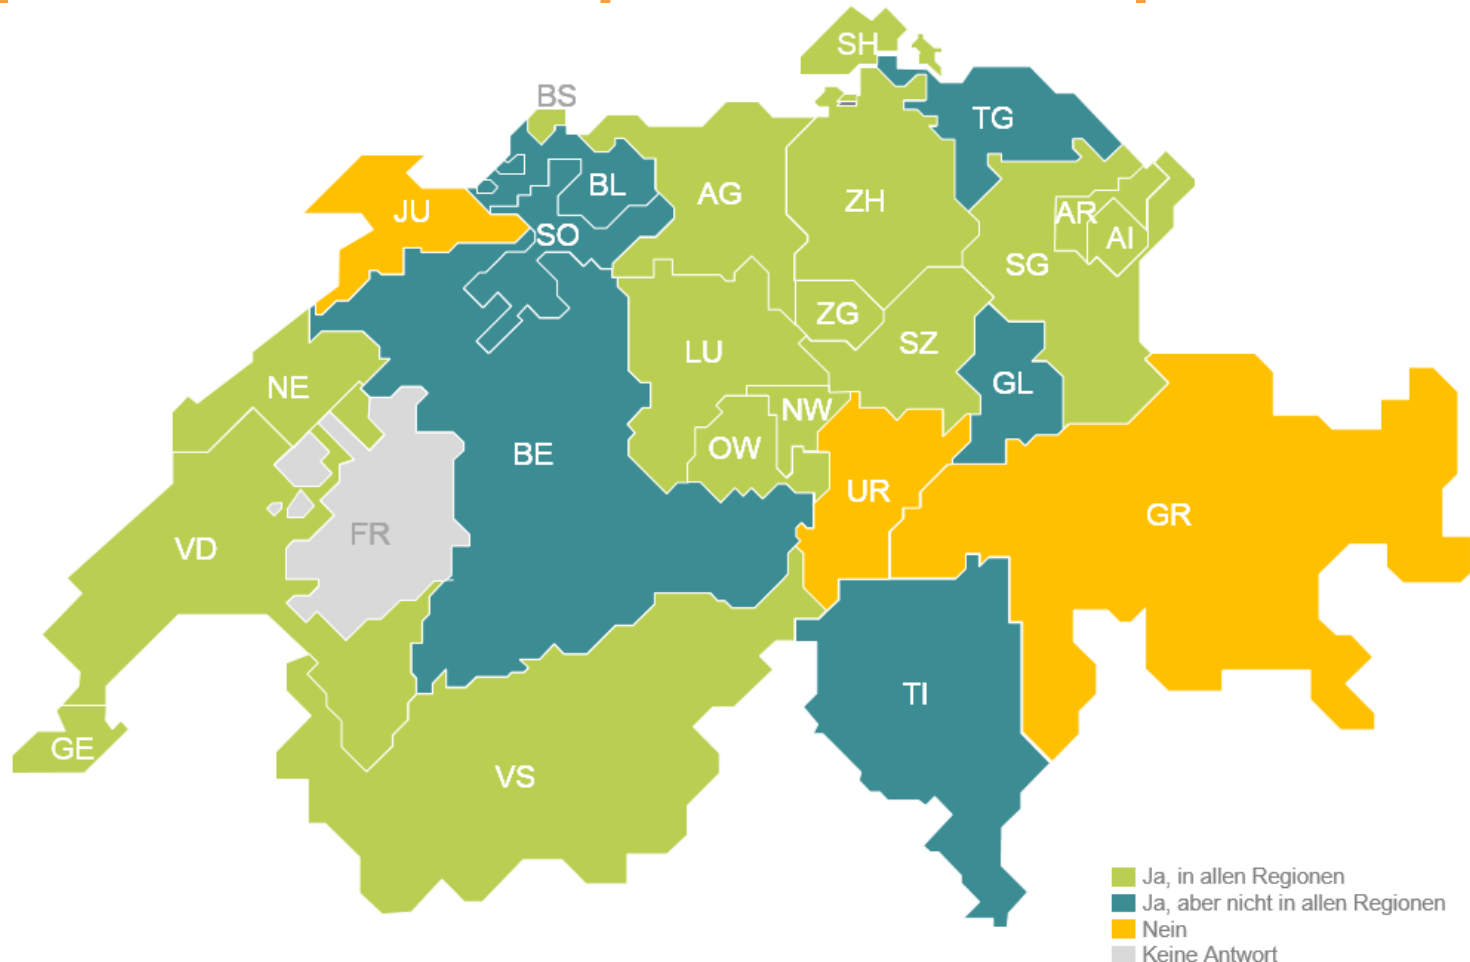 SH
BS
TG
BL
AG
ZH
JU
AR
SO
AI
SG
ZG
SZ
LU
NE
GL
NW
OW
BE
UR
GR
FR
VD
TI
GE
VS
Ja, in allen Regionen
Ja, aber nicht in allen Regionen
Nein
Keine Antwort